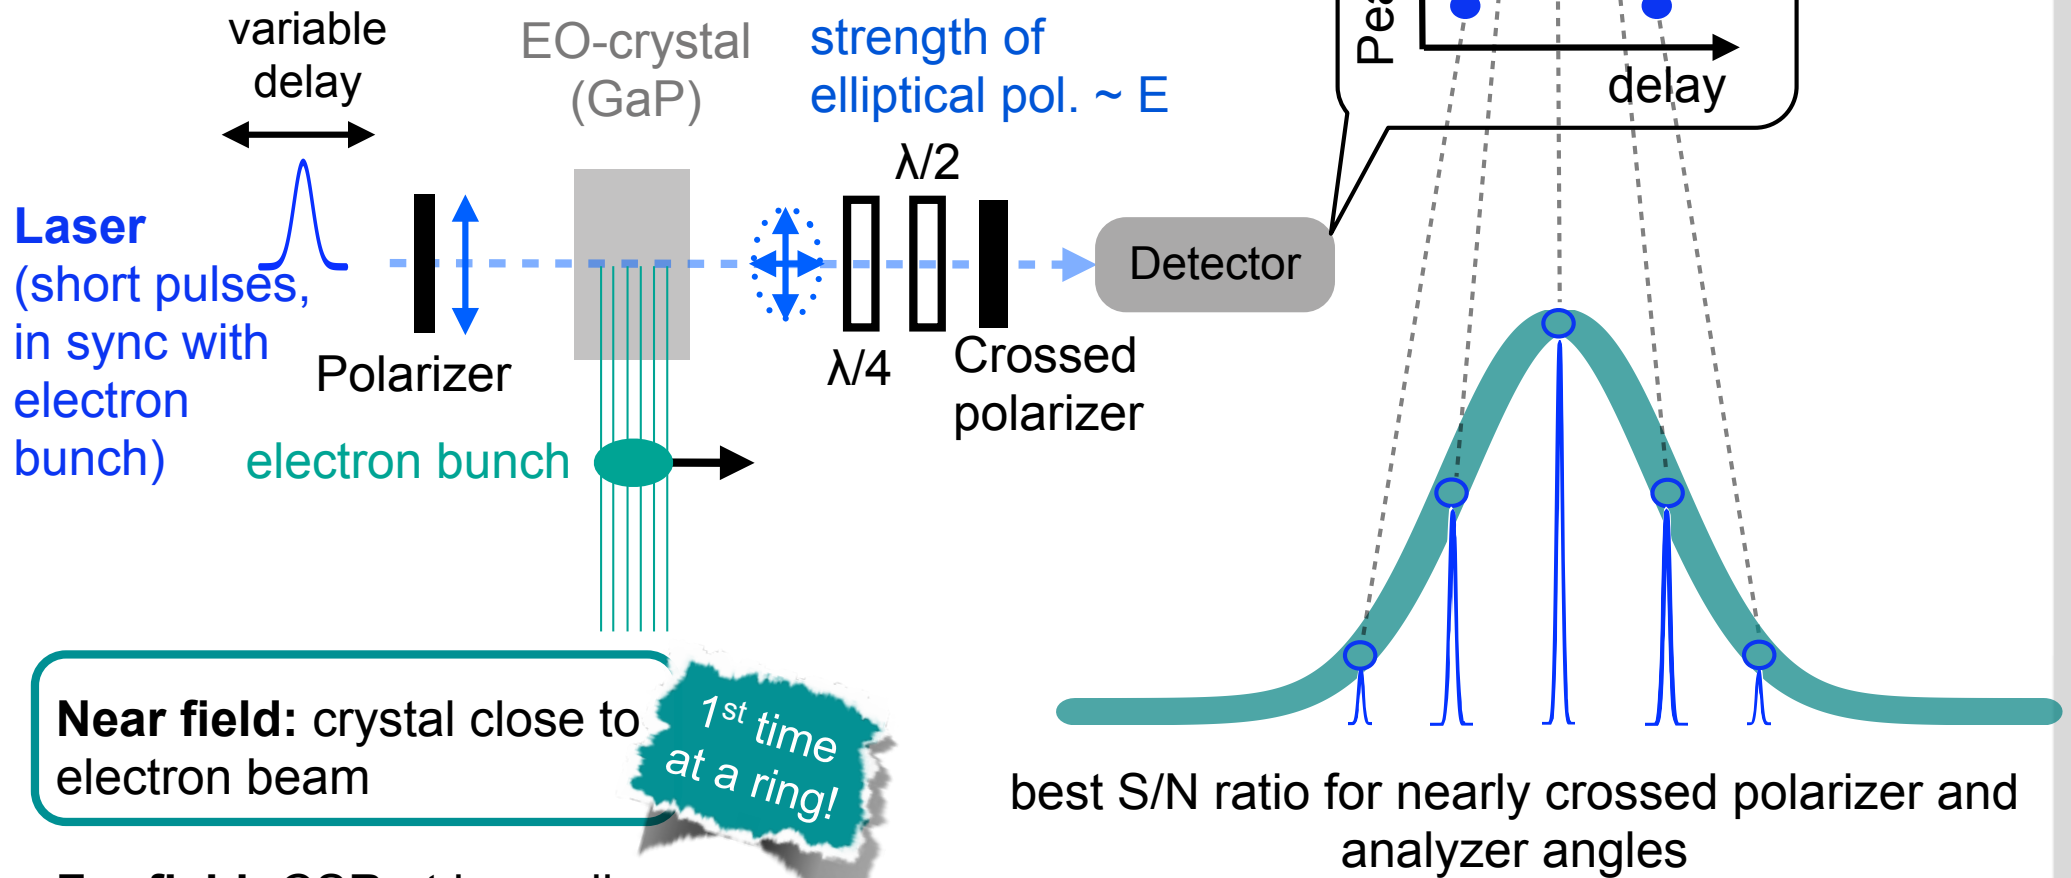 variable
delay
EO-crystal
(GaP)
strength of
elliptical pol. ~ E
delay
λ/2
Laser
(short pulses,
in sync with
electron
bunch)
Polarizer
λ/4
Crossed
polarizer
Detector
electron bunch
Near field: crystal close to
electron beam
1st time
at a ring!
best S/N ratio for nearly crossed polarizer and
analyzer angles